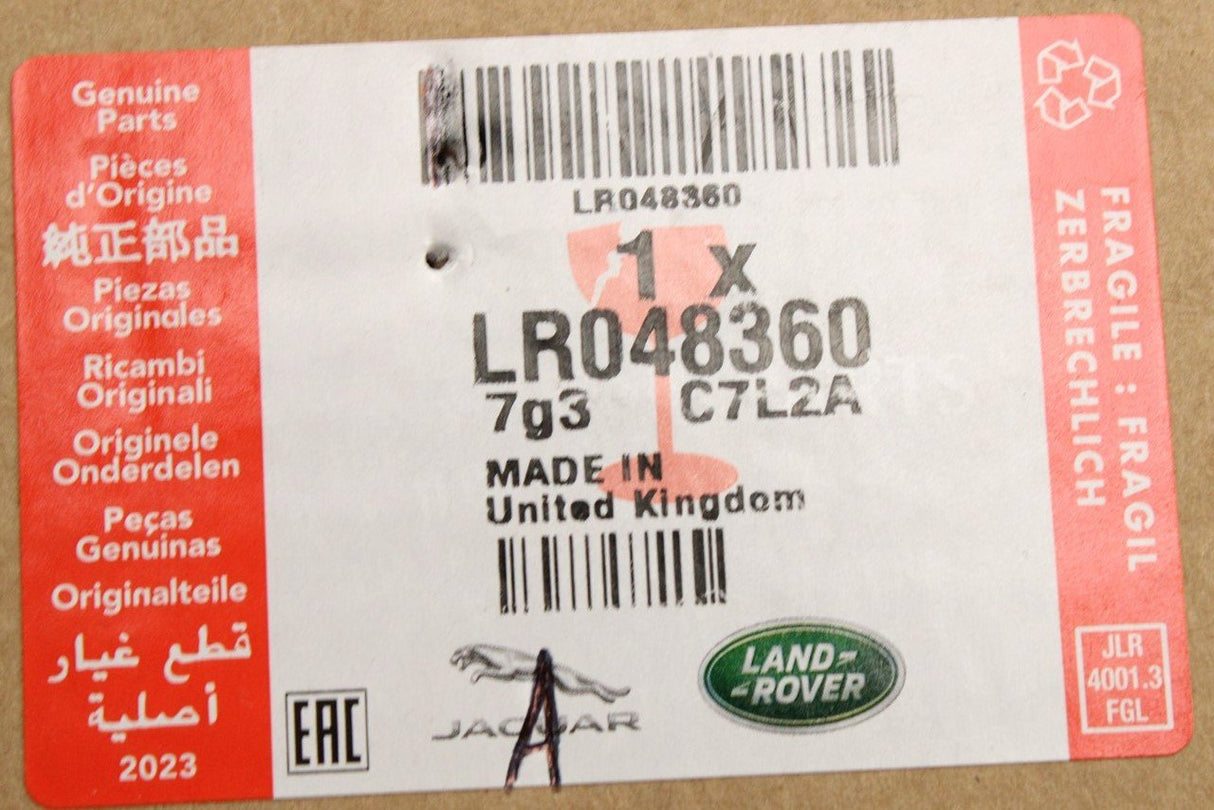 Genuine
Parts
Pièces
d'Origine
純正部品
Piezas
Originales
Ricambi
Originali
Originele
Onderdelen
Peças
Genuinas
Originalteile
قطع غيار
أصلية
2023
LR048360
1 x
LR048360
7g3 C7L2A
MADE IN
United Kingdom
EAC
JAGUAR
A
LAND-
-ROVER
FRAGILE : FRAGIL
ZERBRECHLICH
JLR
4001.3
FGL